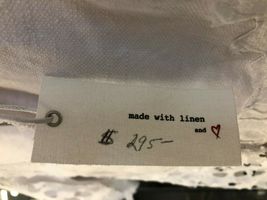 made with linen
and ♥
$ 295-